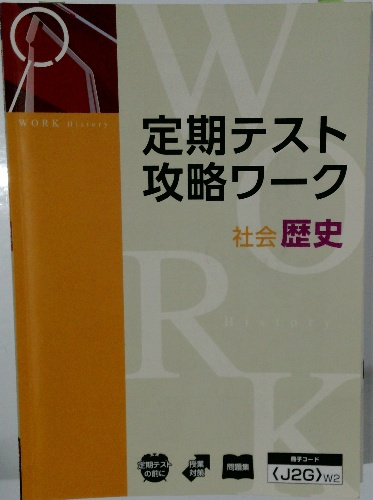 WORK History
定期テスト
攻略ワーク
社会 歴史
WORK
History
定期テスト
の前に
授業
対策
問題集
冊子コード
〈J2G〉W2